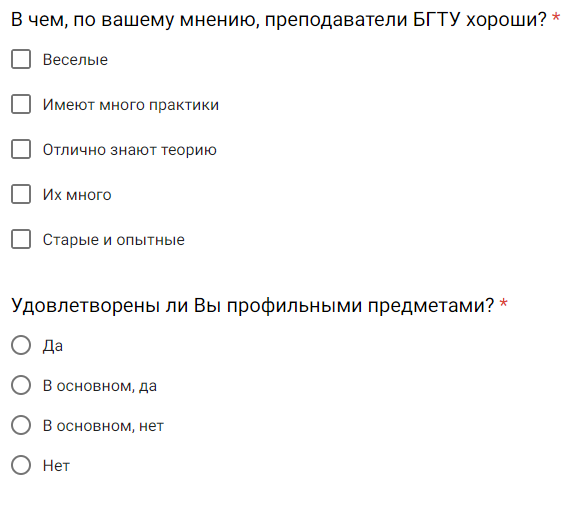 В чем, по вашему мнению, преподаватели БГТУ хороши? *
Веселые
Имеют много практики
Отлично знают теорию
Их много
Старые и опытные
Удовлетворены ли Вы профильными предметами? *
Да
В основном, да
В основном, нет
Нет